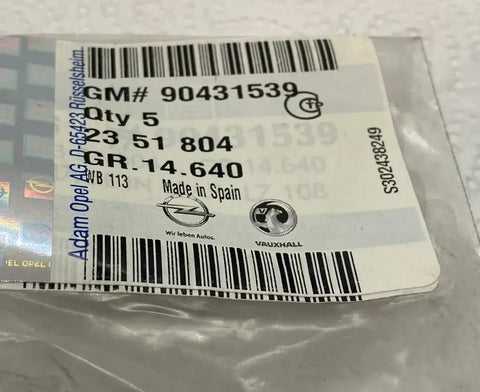 GM# 90431539
Qty 5
23 51 804
GR.14.640
WB 113 Made in Spain
Wir leben Autos.
VAUXHALL
Adam Opel AG, D-65423 Rüsselsheim
S302438249
OPEL